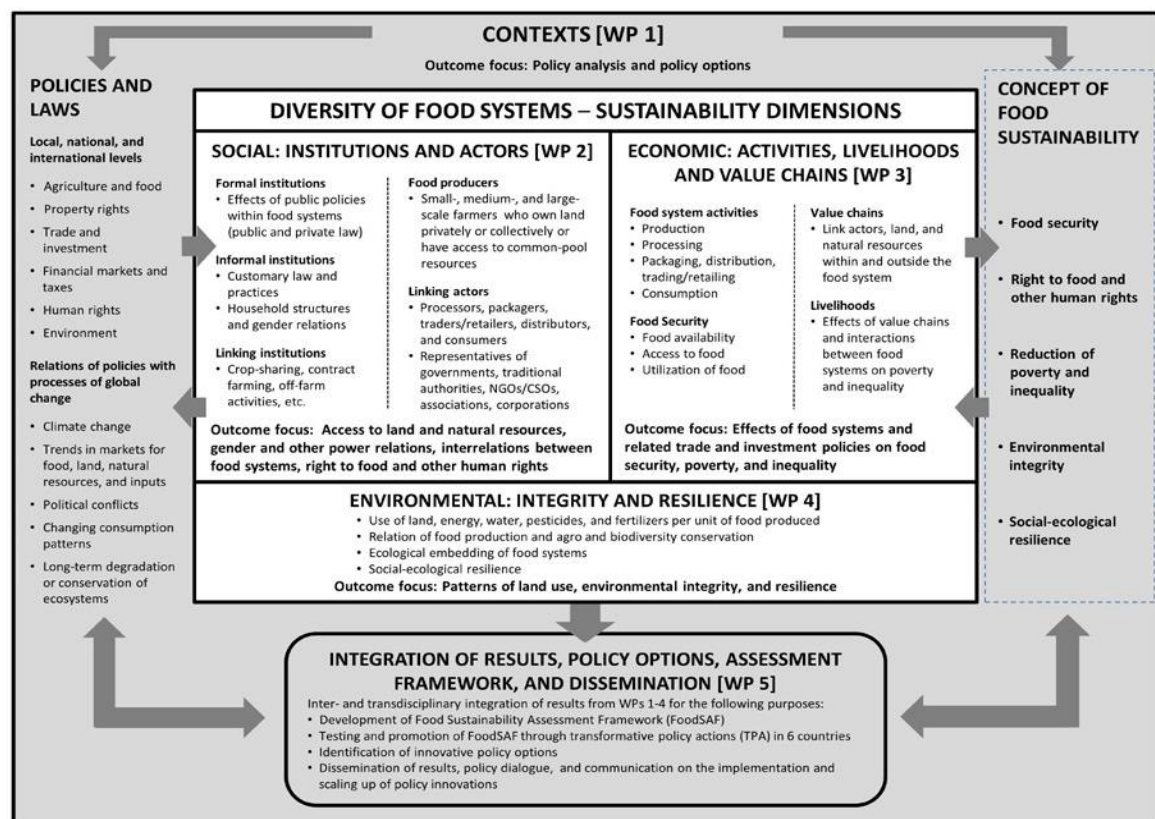 CONTEXTS [WP 1]
Outcome focus: Policy analysis and policy options
POLICIES AND
LAWS
Local, national, and
international levels
• Agriculture and food
• Property rights
• Trade and
investment
• Financial markets and
taxes
• Human rights
• Environment
Relations of policies with
processes of global
change
• Climate change
• Trends in markets for
food, land, natural
resources, and inputs
• Political conflicts
• Changing consumption
patterns
• Long-term degradation
or conservation of
ecosystems
DIVERSITY OF FOOD SYSTEMS – SUSTAINABILITY DIMENSIONS
SOCIAL: INSTITUTIONS AND ACTORS [WP 2]
Formal institutions
• Effects of public policies
within food systems
(public and private law)
Informal institutions
• Customary law and
practices
• Household structures
and gender relations
Linking institutions
• Crop-sharing, contract
farming, off-farm
activities, etc.
Food producers
• Small-, medium-, and large-
scale farmers who own land
privately or collectively or
have access to common-pool
resources
Linking actors
• Processors, packagers,
traders/retailers, distributors,
and consumers
• Representatives of
governments, traditional
authorities, NGOs/CSOs,
associations, corporations
Outcome focus: Access to land and natural resources,
gender and other power relations, interrelations between
food systems, right to food and other human rights
ECONOMIC: ACTIVITIES, LIVELIHOODS
AND VALUE CHAINS [WP 3]
Food system activities
• Production
• Processing
• Packaging, distribution,
trading/retailing
• Consumption
Food Security
• Food availability
• Access to food
• Utilization of food
Value chains
• Link actors, land, and
natural resources
within and outside the
food system
Livelihoods
• Effects of value chains
and interactions
between food
systems on poverty
and inequality
Outcome focus: Effects of food systems and
related trade and investment policies on food
security, poverty, and inequality
ENVIRONMENTAL: INTEGRITY AND RESILIENCE [WP 4]
• Use of land, energy, water, pesticides, and fertilizers per unit of food produced
• Relation of food production and agro and biodiversity conservation
• Ecological embedding of food systems
• Social-ecological resilience
Outcome focus: Patterns of land use, environmental integrity, and resilience
CONCEPT OF
FOOD
SUSTAINABILITY
• Food security
• Right to food and
other human rights
• Reduction of
poverty and
inequality
• Environmental
integrity
• Social-ecological
resilience
INTEGRATION OF RESULTS, POLICY OPTIONS, ASSESSMENT
FRAMEWORK, AND DISSEMINATION [WP 5]
Inter- and transdisciplinary integration of results from WPs 1-4 for the following purposes:
• Development of Food Sustainability Assessment Framework (FoodSAF)
• Testing and promotion of FoodSAF through transformative policy actions (TPA) in 6 countries
• Identification of innovative policy options
• Dissemination of results, policy dialogue, and communication on the implementation and
scaling up of policy innovations